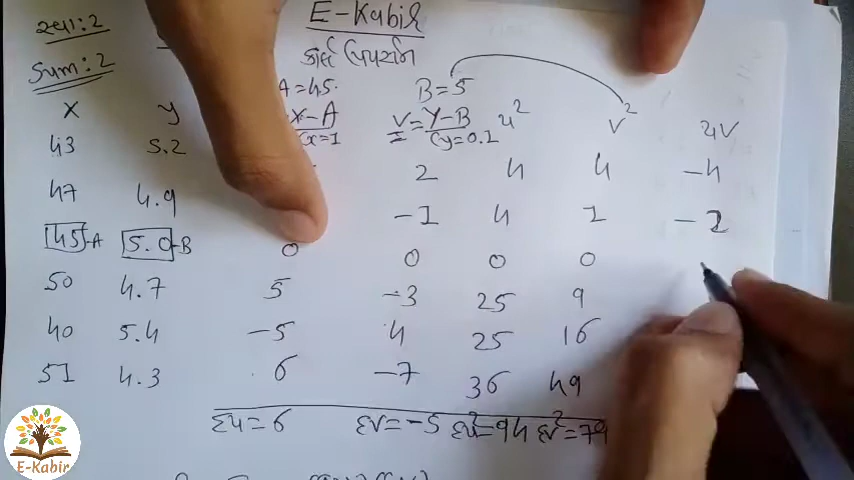 સ્વા:2 E-Kabir
Sum:2 કાર્લ પિયર્સન
A=45. B=5
x y x-A v=Y-B u² v² uv
Cx=1 Cy=0.1
43 5.2 2 4 4 -4
47 4.9 -1 4 1 -2
45-A 5.0-B 0 0 0 0
50 4.7 5 -3 25 9
40 5.4 -5 4 25 16
51 4.3 6 -7 36 49
Σu=6 Σv=-5 Σu²=94 Σv²=79
E-Kabir